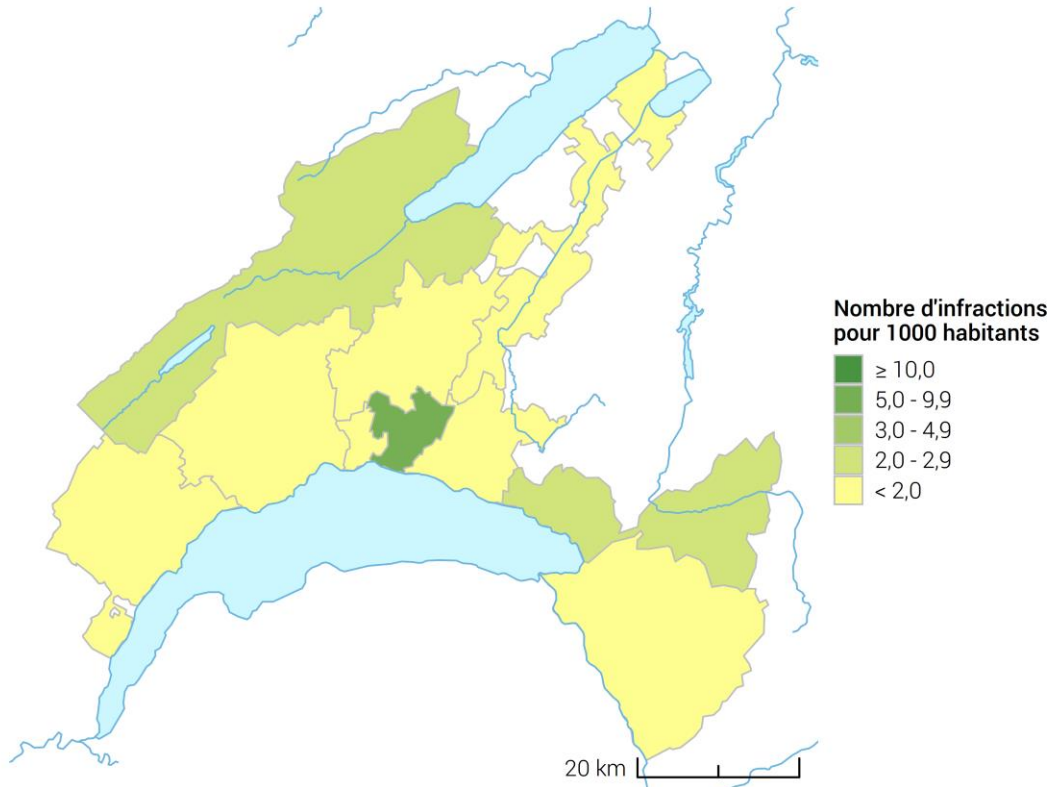 Nombre d'infractions
pour 1000 habitants
≥ 10,0
5,0 - 9,9
3,0 - 4,9
2,0 - 2,9
< 2,0
20 km